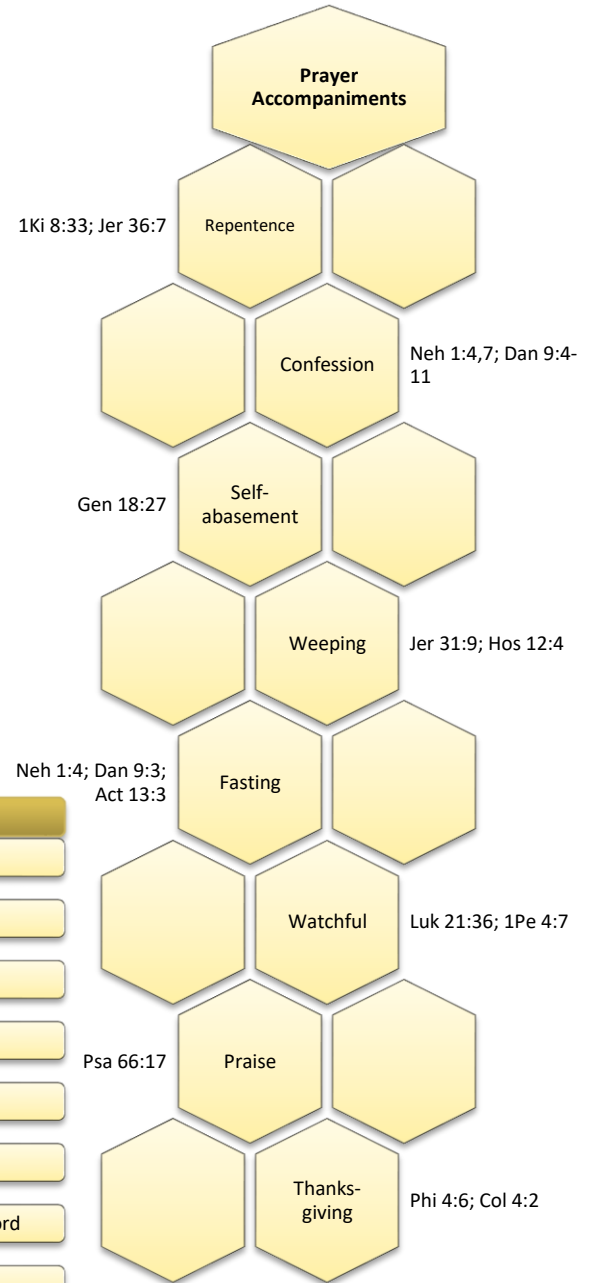 Prayer
Accompaniments
1Ki 8:33; Jer 36:7
Repentence
Confession
Neh 1:4,7; Dan 9:4-
11
Gen 18:27
Self-
abasement
Weeping
Jer 31:9; Hos 12:4
Neh 1:4; Dan 9:3;
Act 13:3
Fasting
Watchful
Luk 21:36; 1Pe 4:7
Psa 66:17
Praise
Thanks-
giving
Phi 4:6; Col 4:2